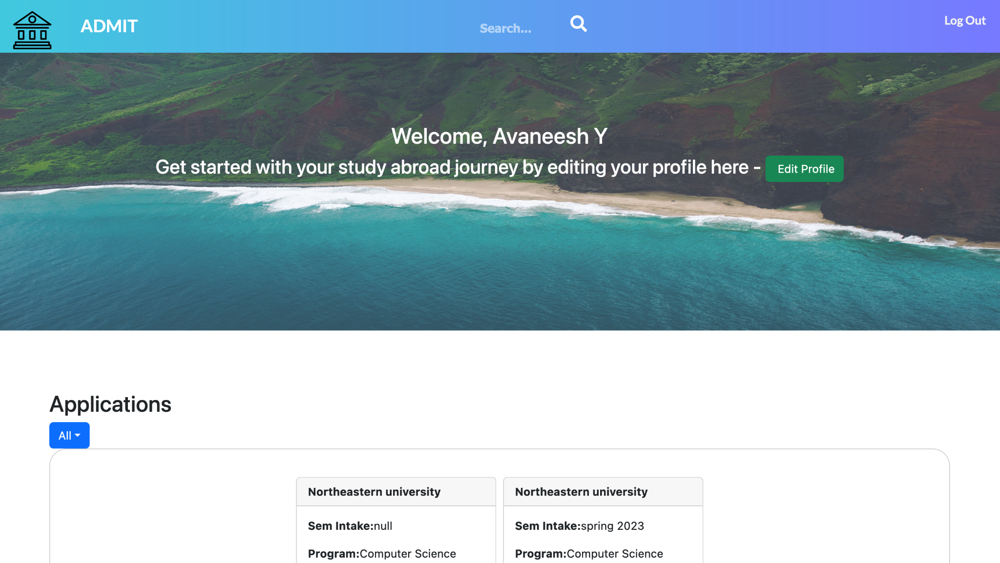 ADMIT
Search...
Log Out
Welcome, Avaneesh Y
Get started with your study abroad journey by editing your profile here - Edit Profile
Applications
All
Northeastern university
Sem Intake:null
Program:Computer Science
Northeastern university
Sem Intake:spring 2023
Program:Computer Science